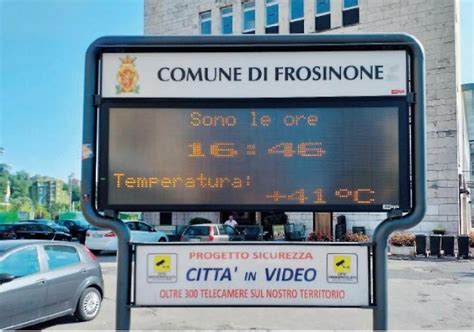 COMUNE DI FROSINONE
Sono le ore
16:46
Temperatura:
+41°C
PROGETTO SICUREZZA
CITTA' IN VIDEO
OLTRE 300 TELECAMERE SUL NOSTRO TERRITORIO